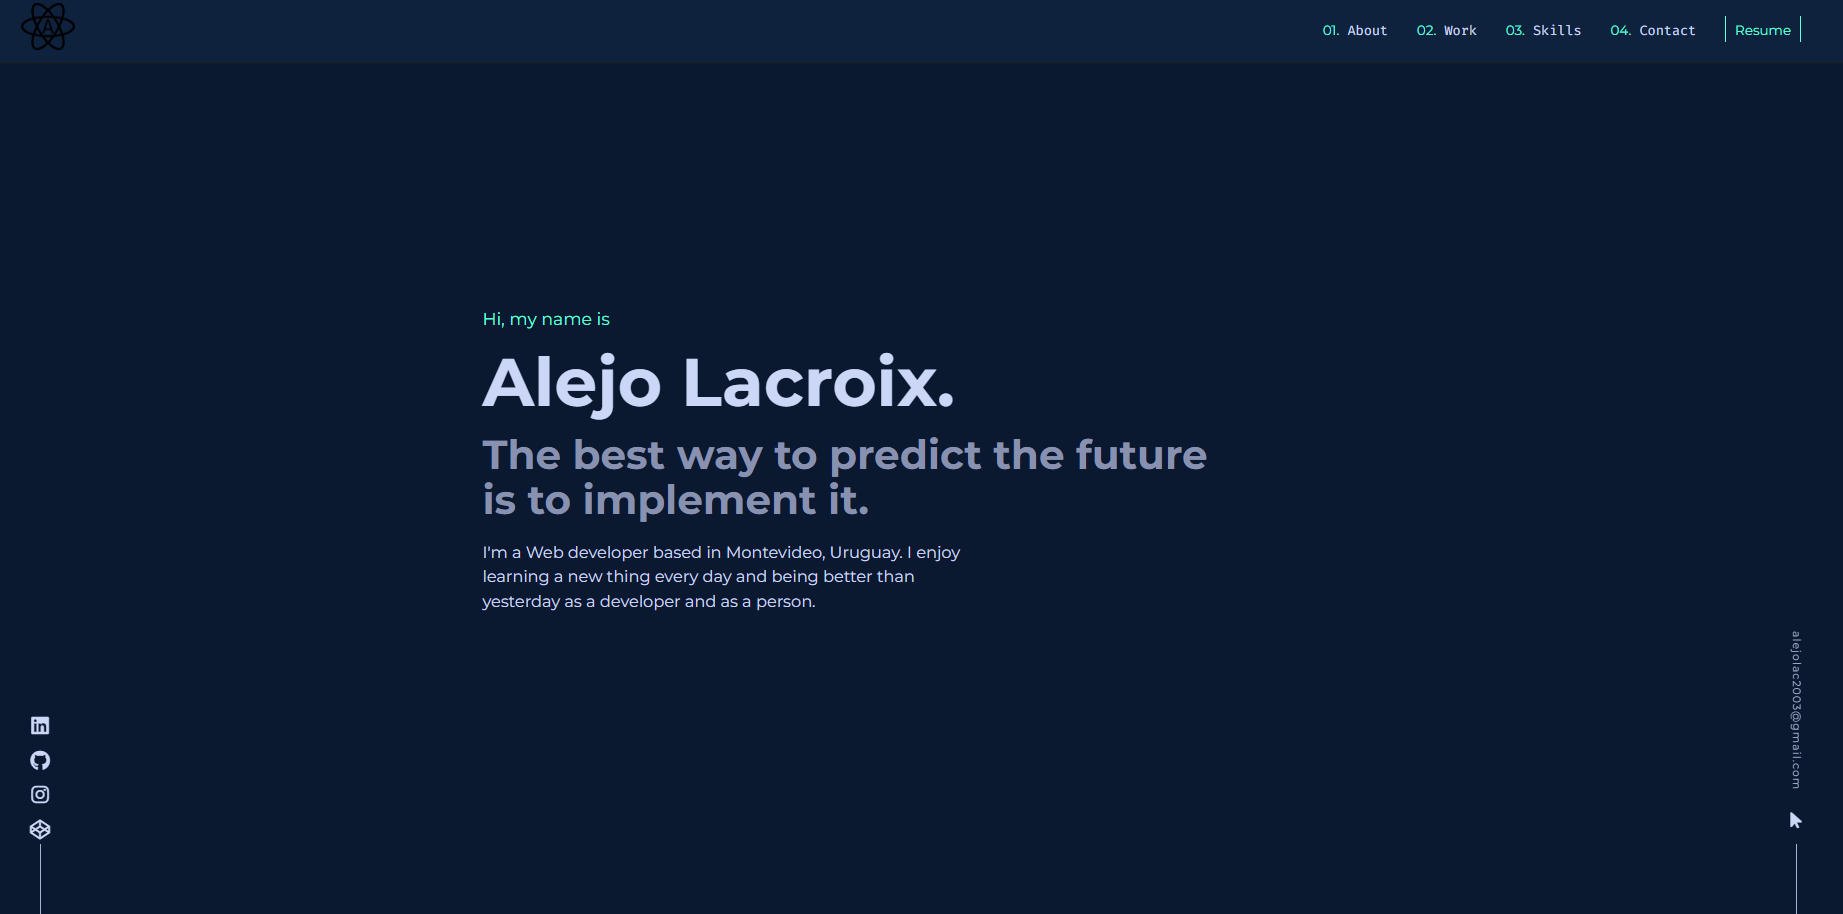 A
01. About 02. Work 03. Skills 04. Contact Resume
Hi, my name is
Alejo Lacroix.
The best way to predict the future
is to implement it.
I'm a Web developer based in Montevideo, Uruguay. I enjoy
learning a new thing every day and being better than
yesterday as a developer and as a person.
in
alejolac2003@gmail.com